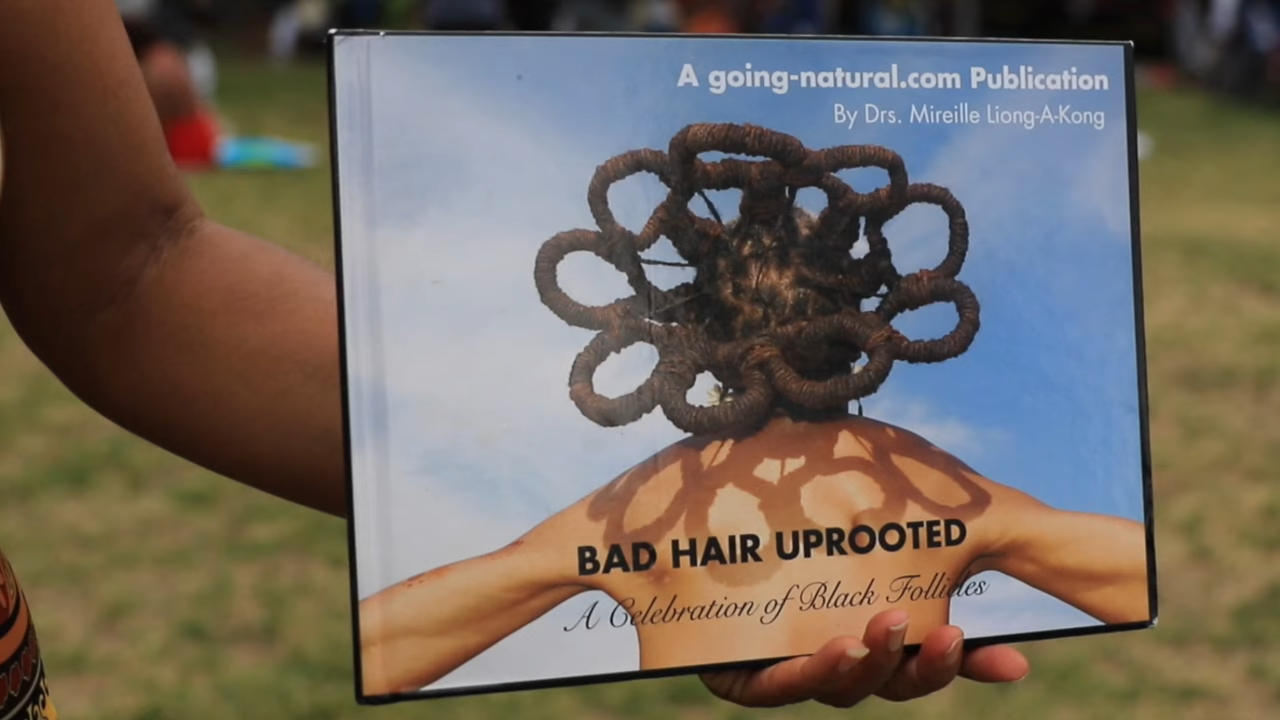 A going-natural.com Publication
By Drs. Mireille Liong-A-Kong
BAD HAIR UPROOTED
A Celebration of Black Follicles